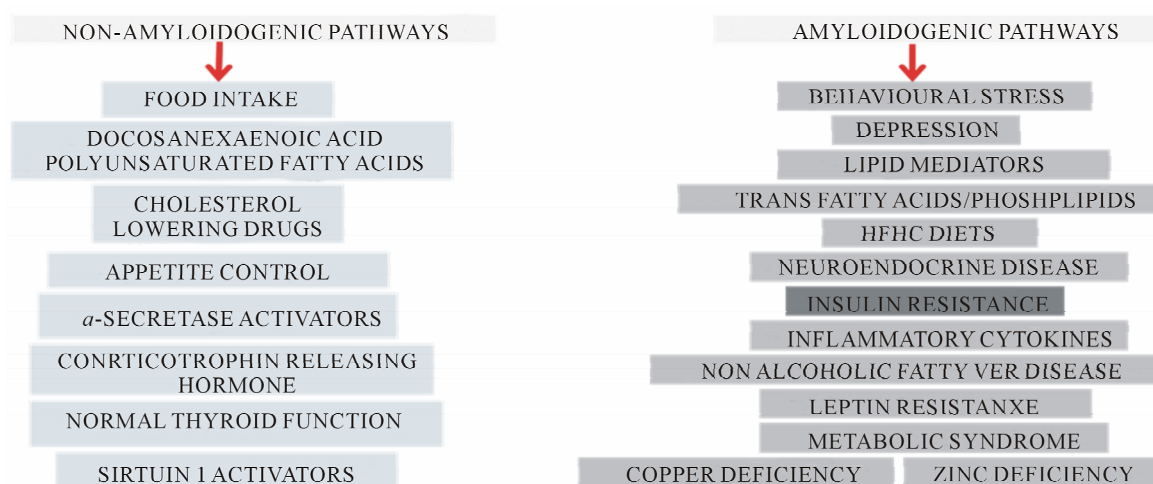 NON-AMYLOIDOGENIC PATHWAYS
FOOD INTAKE
DOCOSANEXAENOIC ACID
POLYUNSATURATED FATTY ACIDS
CHOLESTEROL
LOWERING DRUGS
APPETITE CONTROL
α-SECRETASE ACTIVATORS
CONRTICOTROPHIN RELEASING
HORMONE
NORMAL THYROID FUNCTION
SIRTUIN 1 ACTIVATORS
AMYLOIDOGENIC PATHWAYS
BEHAVIOURAL STRESS
DEPRESSION
LIPID MEDIATORS
TRANS FATTY ACIDS/PHOSHPLIPIDS
HFHC DIETS
NEUROENDOCRINE DISEASE
INSULIN RESISTANCE
INFLAMMATORY CYTOKINES
NON ALCOHOLIC FATTY VER DISEASE
LEPTIN RESISTANXE
METABOLIC SYNDROME
COPPER DEFICIENCY
ZINC DEFICIENCY